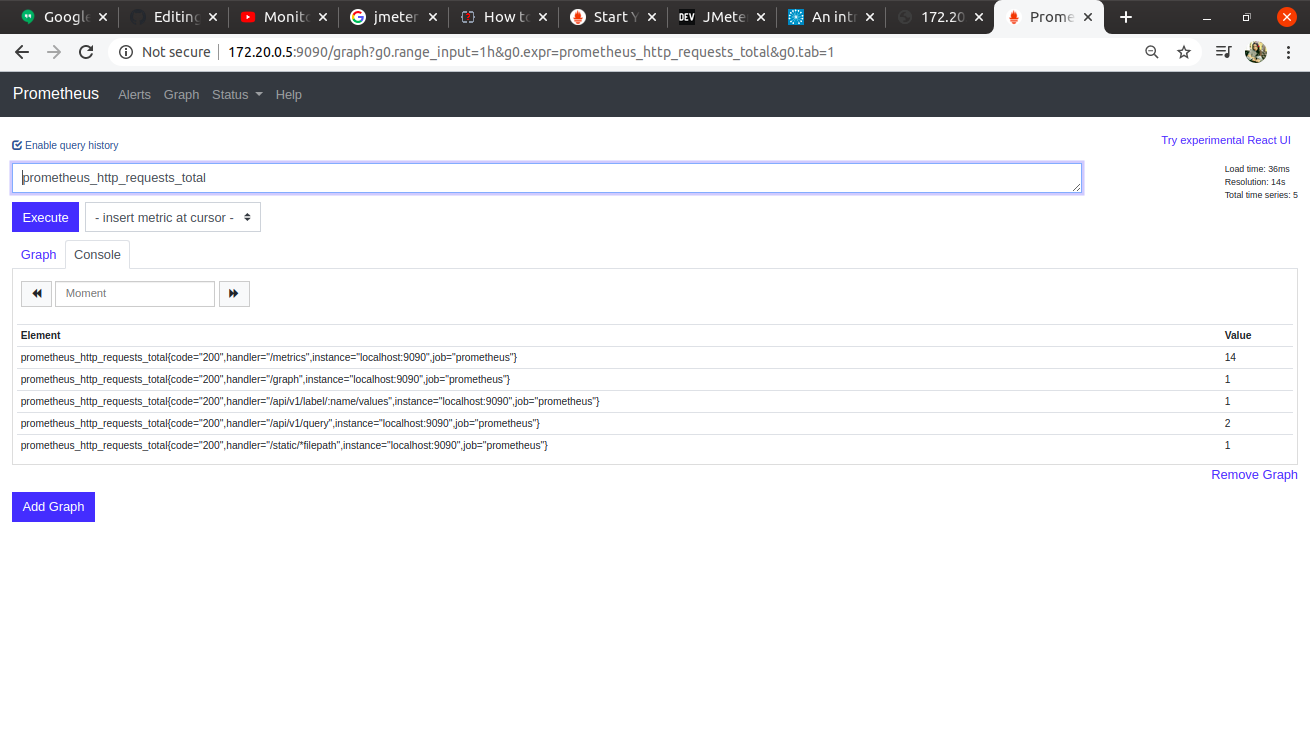 Google Editing Monito jmeter How to Start Y DEV JMeter An intr 172.20 Prome
Not secure 172.20.0.5:9090/graph?g0.range_input=1h&g0.expr=prometheus_http_requests_total&g0.tab=1
Prometheus Alerts Graph Status Help
Enable query history Try experimental React UI
prometheus_http_requests_total
Load time: 36ms
Resolution: 14s
Total time series: 5
Execute - insert metric at cursor -
Graph Console
Moment
Element Value
prometheus_http_requests_total{code="200",handler="/metrics",instance="localhost:9090",job="prometheus"} 14
prometheus_http_requests_total{code="200",handler="/graph",instance="localhost:9090",job="prometheus"} 1
prometheus_http_requests_total{code="200",handler="/api/v1/label/:name/values",instance="localhost:9090",job="prometheus"} 1
prometheus_http_requests_total{code="200",handler="/api/v1/query",instance="localhost:9090",job="prometheus"} 2
prometheus_http_requests_total{code="200",handler="/static/*filepath",instance="localhost:9090",job="prometheus"} 1
Remove Graph
Add Graph